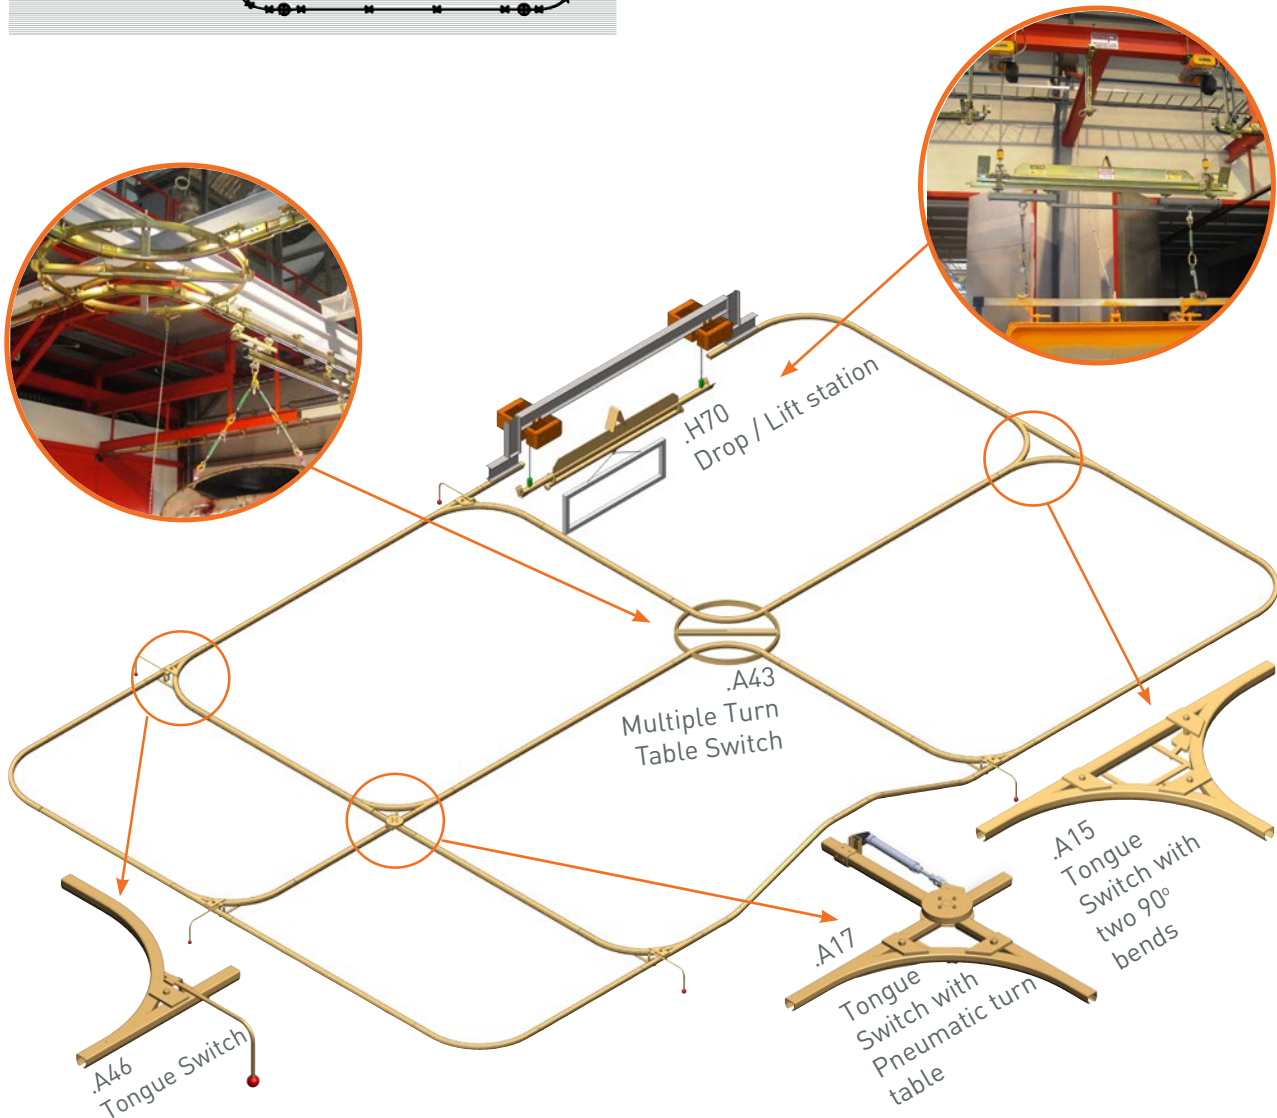 .H70
Drop / Lift station
.A43
Multiple Turn
Table Switch
.A15
Tongue
Switch with
two 90º
bends
.A17
Tongue
Switch with
Pneumatic turn
table
.A46
Tongue Switch